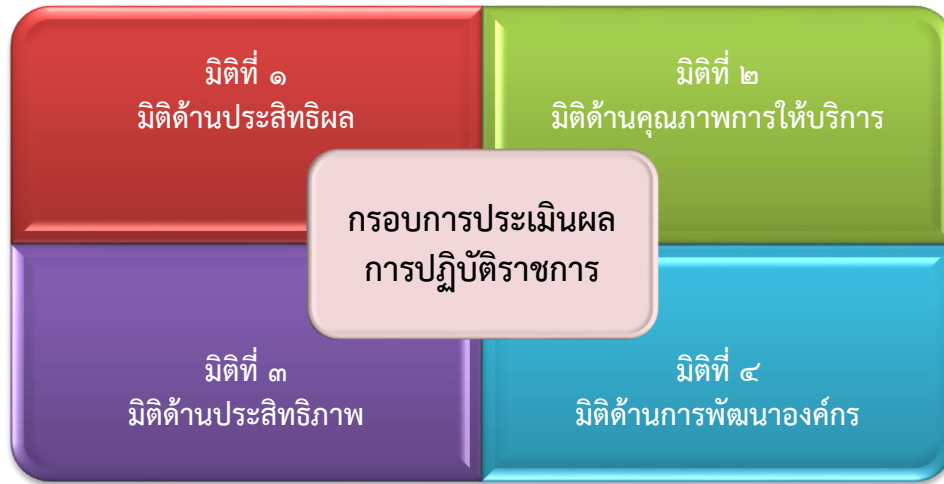 มิติที่ ๑
มิติด้านประสิทธิผล
มิติที่ ๒
มิติด้านคุณภาพการให้บริการ
กรอบการประเมินผล
การปฏิบัติราชการ
มิติที่ ๓
มิติด้านประสิทธิภาพ
มิติที่ ๔
มิติด้านการพัฒนาองค์กร